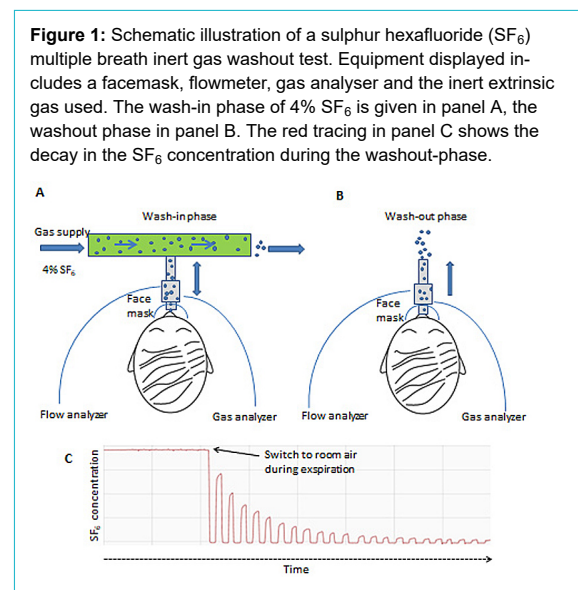 Figure 1: Schematic illustration of a sulphur hexafluoride (SF₆)
multiple breath inert gas washout test. Equipment displayed in-
cludes a facemask, flowmeter, gas analyser and the inert extrinsic
gas used. The wash-in phase of 4% SF₆ is given in panel A, the
washout phase in panel B. The red tracing in panel C shows the
decay in the SF₆ concentration during the washout-phase.
A
B
Wash-in phase
Wash-out phase
Gas supply
4% SF₆
Face
mask
Face
mask
Flow analyzer
Gas analyzer
Flow analyzer
Gas analyzer
C
SF₆ concentration
Switch to room air
during exspiration
Time